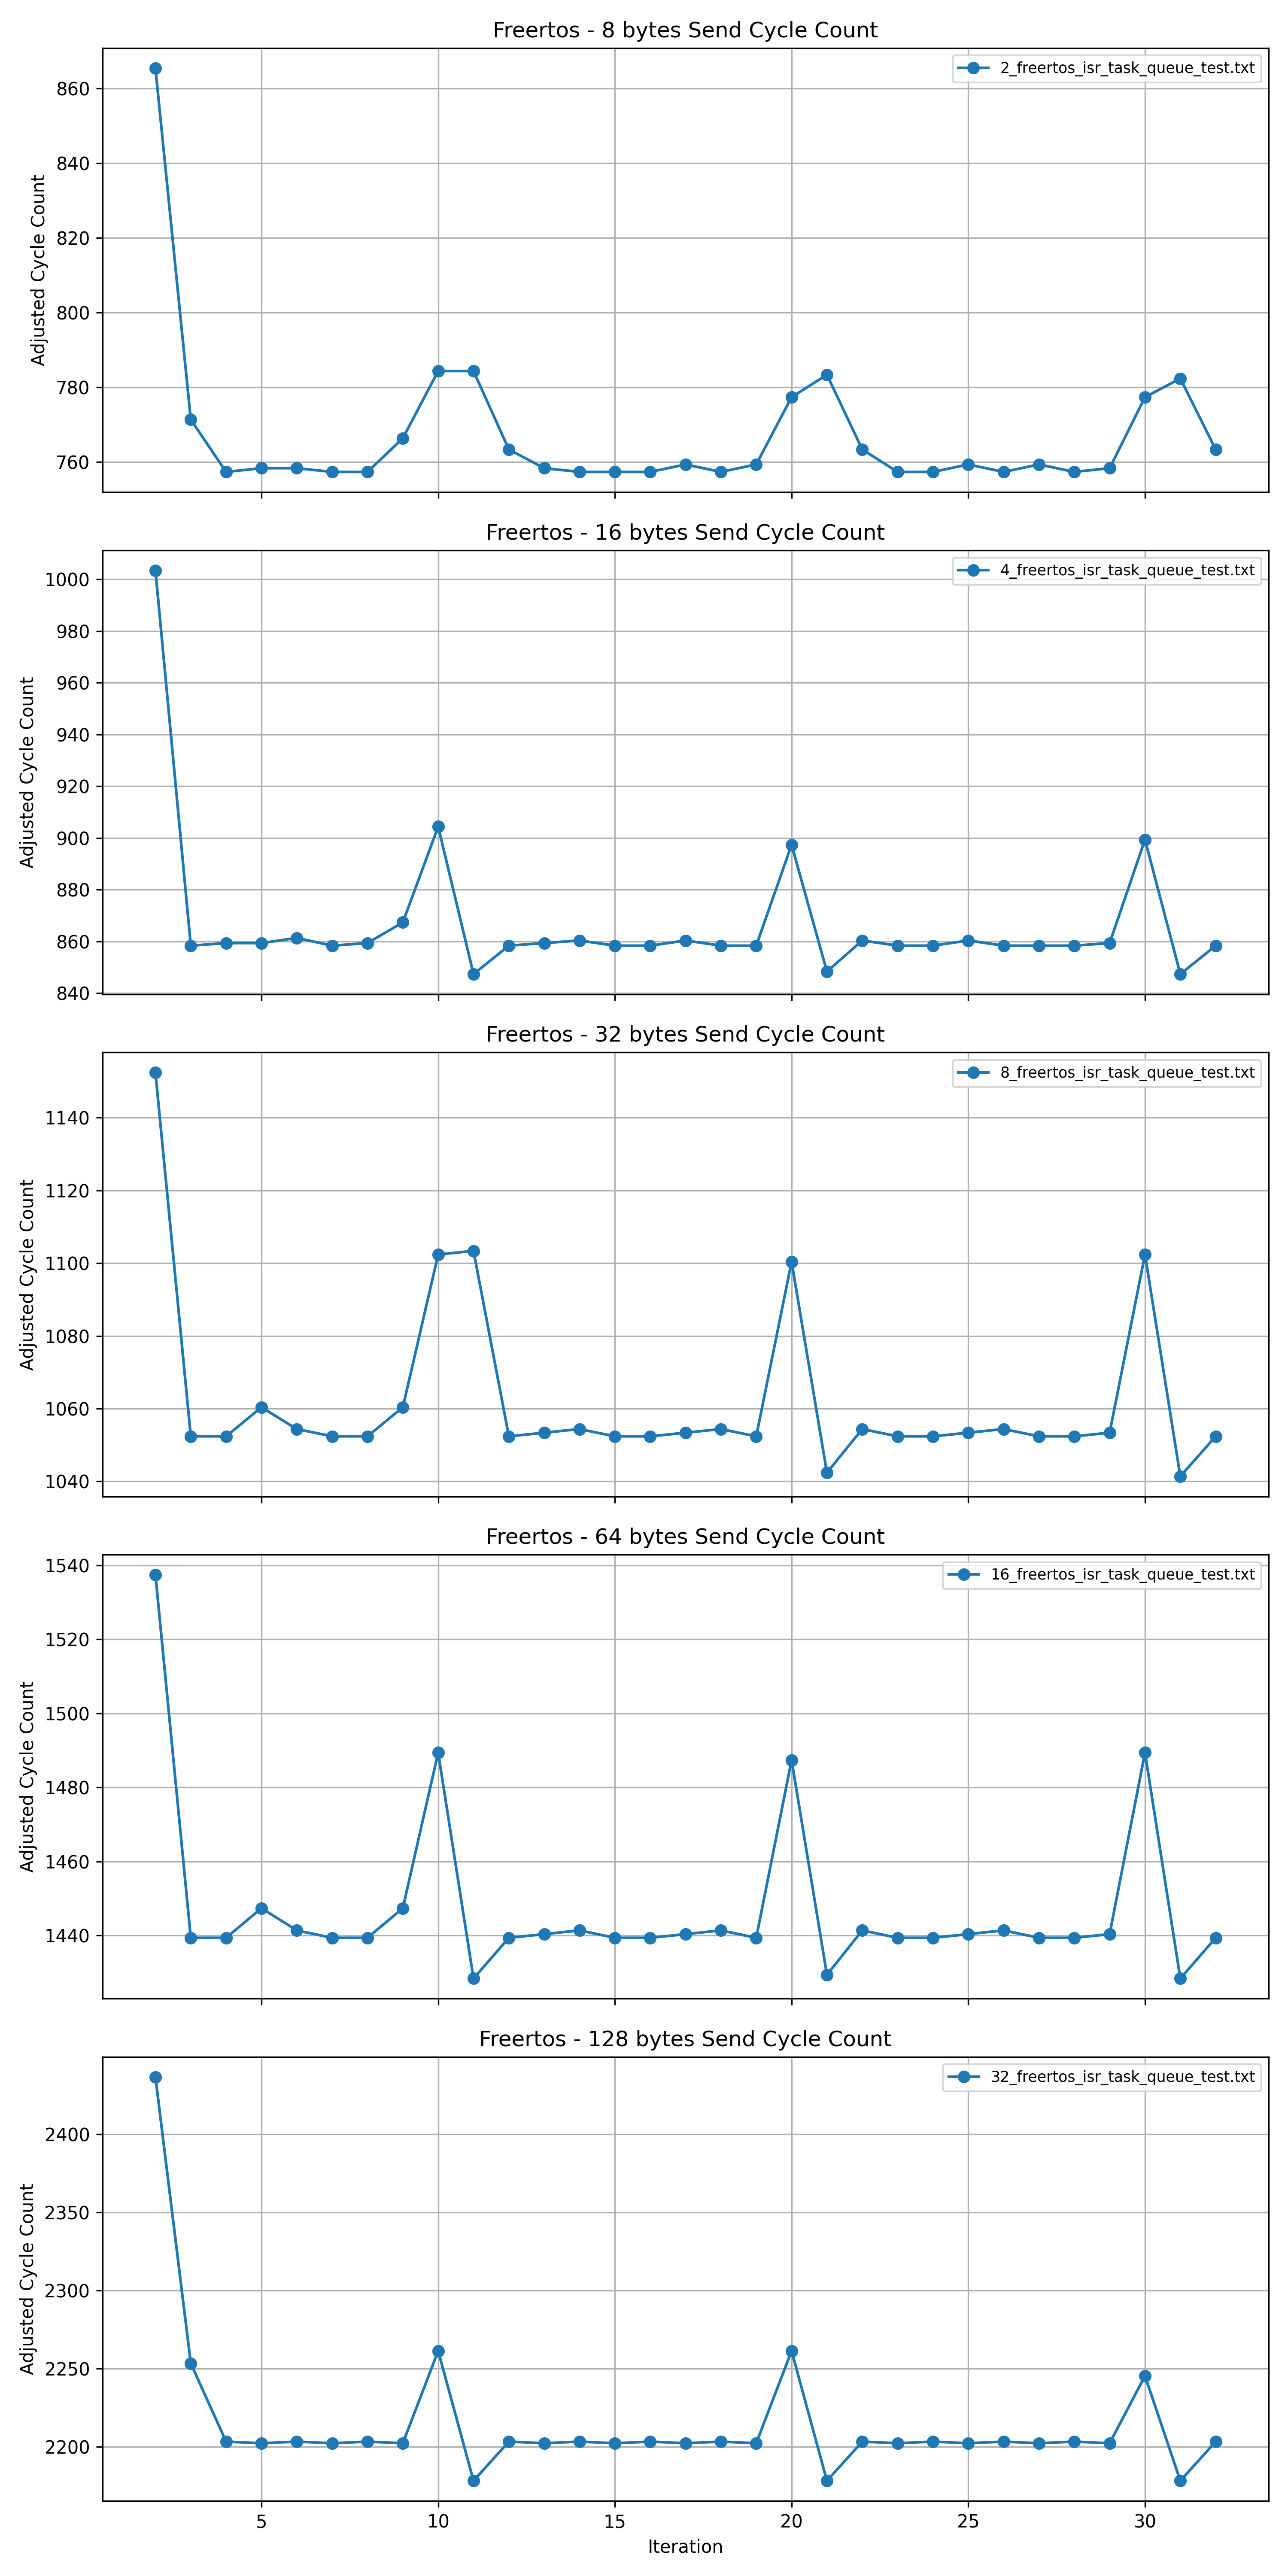 Freertos - 8 bytes Send Cycle Count
2_freertos_isr_task_queue_test.txt
Adjusted Cycle Count
860
840
820
800
780
760
Freertos - 16 bytes Send Cycle Count
4_freertos_isr_task_queue_test.txt
Adjusted Cycle Count
1000
980
960
940
920
900
880
860
840
Freertos - 32 bytes Send Cycle Count
8_freertos_isr_task_queue_test.txt
Adjusted Cycle Count
1140
1120
1100
1080
1060
1040
Freertos - 64 bytes Send Cycle Count
16_freertos_isr_task_queue_test.txt
Adjusted Cycle Count
1540
1520
1500
1480
1460
1440
Freertos - 128 bytes Send Cycle Count
32_freertos_isr_task_queue_test.txt
Adjusted Cycle Count
2400
2350
2300
2250
2200
5 10 15 20 25 30
Iteration